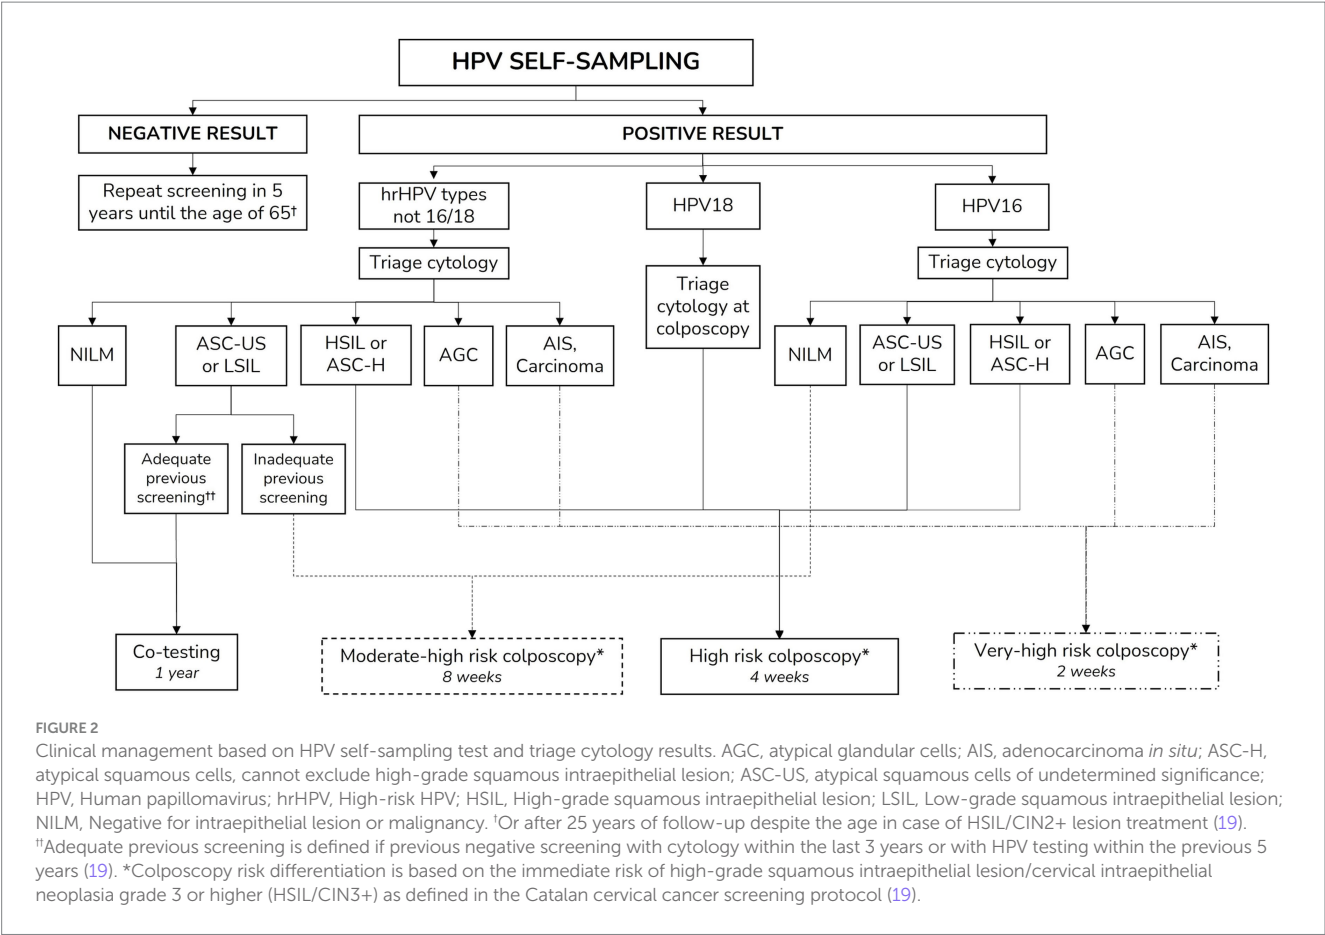 HPV SELF-SAMPLING
NEGATIVE RESULT
POSITIVE RESULT
Repeat screening in 5
years until the age of 65†
hrHPV types
not 16/18
HPV18
HPV16
Triage cytology
Triage
cytology at
colposcopy
Triage cytology
NILM
ASC-US
or LSIL
HSIL or
ASC-H
AGC
AIS,
Carcinoma
NILM
ASC-US
or LSIL
HSIL or
ASC-H
AGC
AIS,
Carcinoma
Adequate
previous
screening††
Inadequate
previous
screening
Co-testing
1 year
Moderate-high risk colposcopy*
8 weeks
High risk colposcopy*
4 weeks
Very-high risk colposcopy*
2 weeks
FIGURE 2
Clinical management based on HPV self-sampling test and triage cytology results. AGC, atypical glandular cells; AIS, adenocarcinoma in situ; ASC-H,
atypical squamous cells, cannot exclude high-grade squamous intraepithelial lesion; ASC-US, atypical squamous cells of undetermined significance;
HPV, Human papillomavirus; hrHPV, High-risk HPV; HSIL, High-grade squamous intraepithelial lesion; LSIL, Low-grade squamous intraepithelial lesion;
NILM, Negative for intraepithelial lesion or malignancy. †Or after 25 years of follow-up despite the age in case of HSIL/CIN2+ lesion treatment (19).
††Adequate previous screening is defined if previous negative screening with cytology within the last 3 years or with HPV testing within the previous 5
years (19). *Colposcopy risk differentiation is based on the immediate risk of high-grade squamous intraepithelial lesion/cervical intraepithelial
neoplasia grade 3 or higher (HSIL/CIN3+) as defined in the Catalan cervical cancer screening protocol (19).